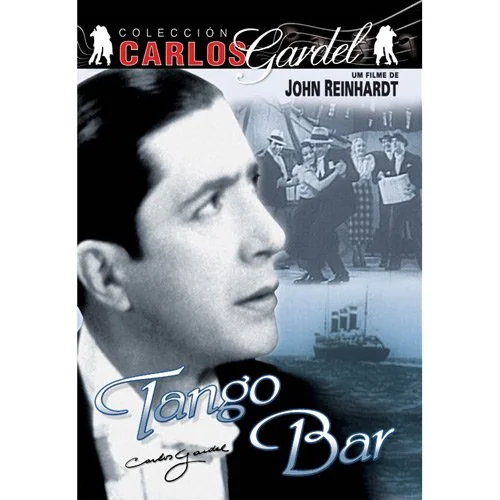 COLECCIÓN
CARLOS Gardel
UM FILME DE
JOHN REINHARDT
Tango
Bar
Carlos Gardel